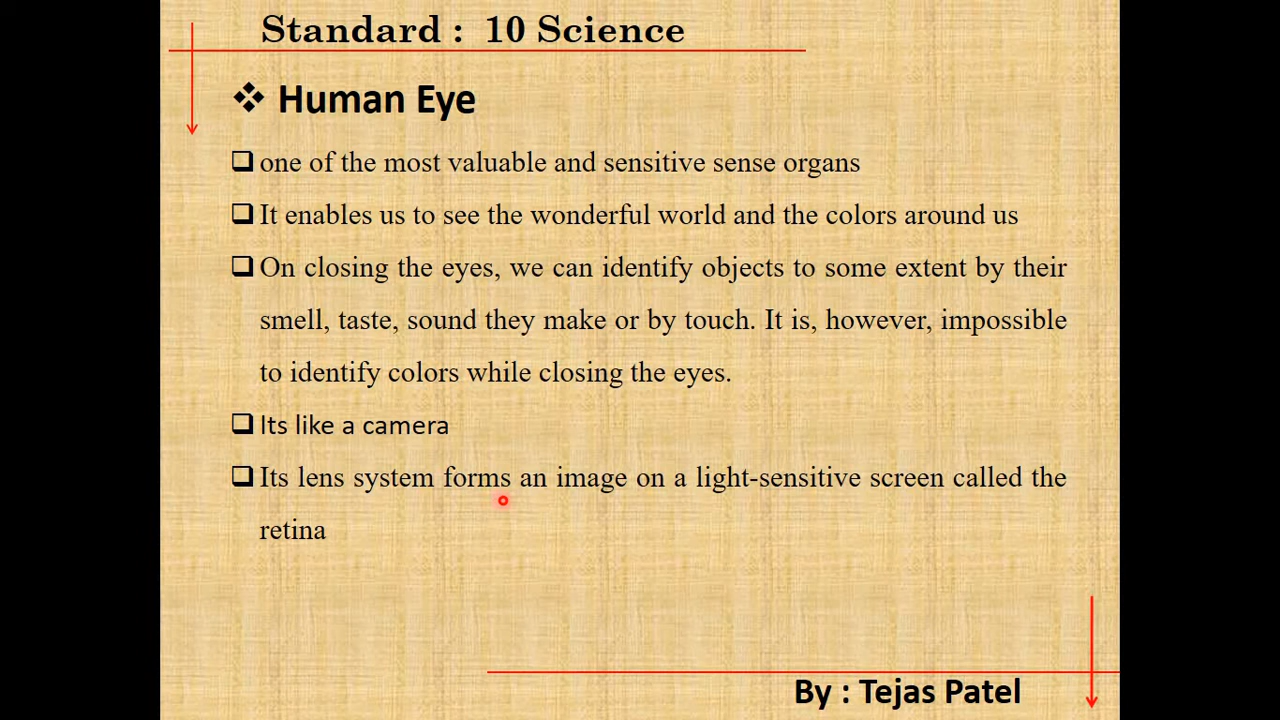 Standard : 10 Science
Human Eye
one of the most valuable and sensitive sense organs
It enables us to see the wonderful world and the colors around us
On closing the eyes, we can identify objects to some extent by their
smell, taste, sound they make or by touch. It is, however, impossible
to identify colors while closing the eyes.
Its like a camera
Its lens system forms an image on a light-sensitive screen called the
retina
By : Tejas Patel